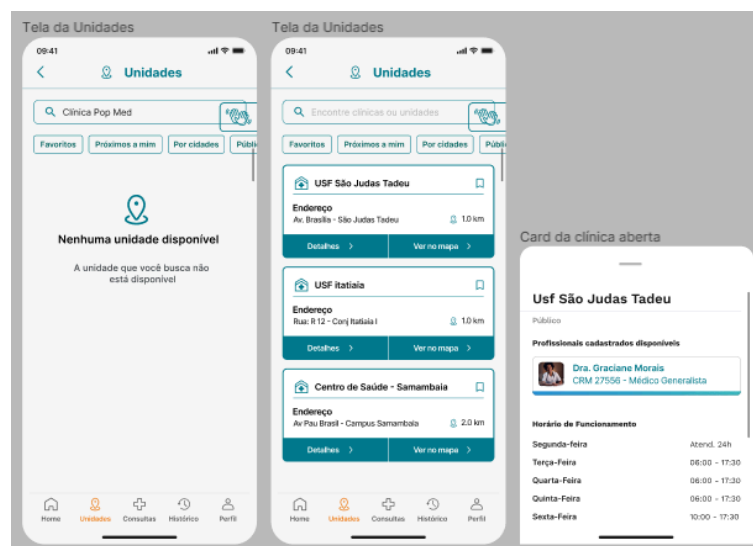 Tela da Unidades
09:41
Unidades
Clínica Pop Med
Favoritos
Próximos a mim
Por cidades
Públi
Nenhuma unidade disponível
A unidade que você busca não
está disponível
Home
Unidades
Consultas
Histórico
Perfil
Tela da Unidades
09:41
Unidades
Encontre clínicas ou unidades
Favoritos
Próximos a mim
Por cidades
Públi
USF São Judas Tadeu
Endereço
Av. Brasília - São Judas Tadeu
1.0 km
Detalhes >
Ver no mapa >
USF itatiaia
Endereço
Rua: R 12 - Conj Itatiaia I
1.0 km
Detalhes >
Ver no mapa >
Centro de Saúde - Samambaia
Endereço
Av Pau Brasil - Campus Samambaia
2.0 km
Detalhes >
Ver no mapa >
Home
Unidades
Consultas
Histórico
Perfil
Card da clínica aberta
Usf São Judas Tadeu
Público
Profissionais cadastrados disponíveis
Dra. Graciane Morais
CRM 27556 - Médico Generalista
Horário de Funcionamento
Segunda-feira Atend. 24h
Terça-Feira 06:00 - 17:30
Quarta-Feira 06:00 - 17:30
Quinta-Feira 06:00 - 17:30
Sexta-Feira 10:00 - 17:30